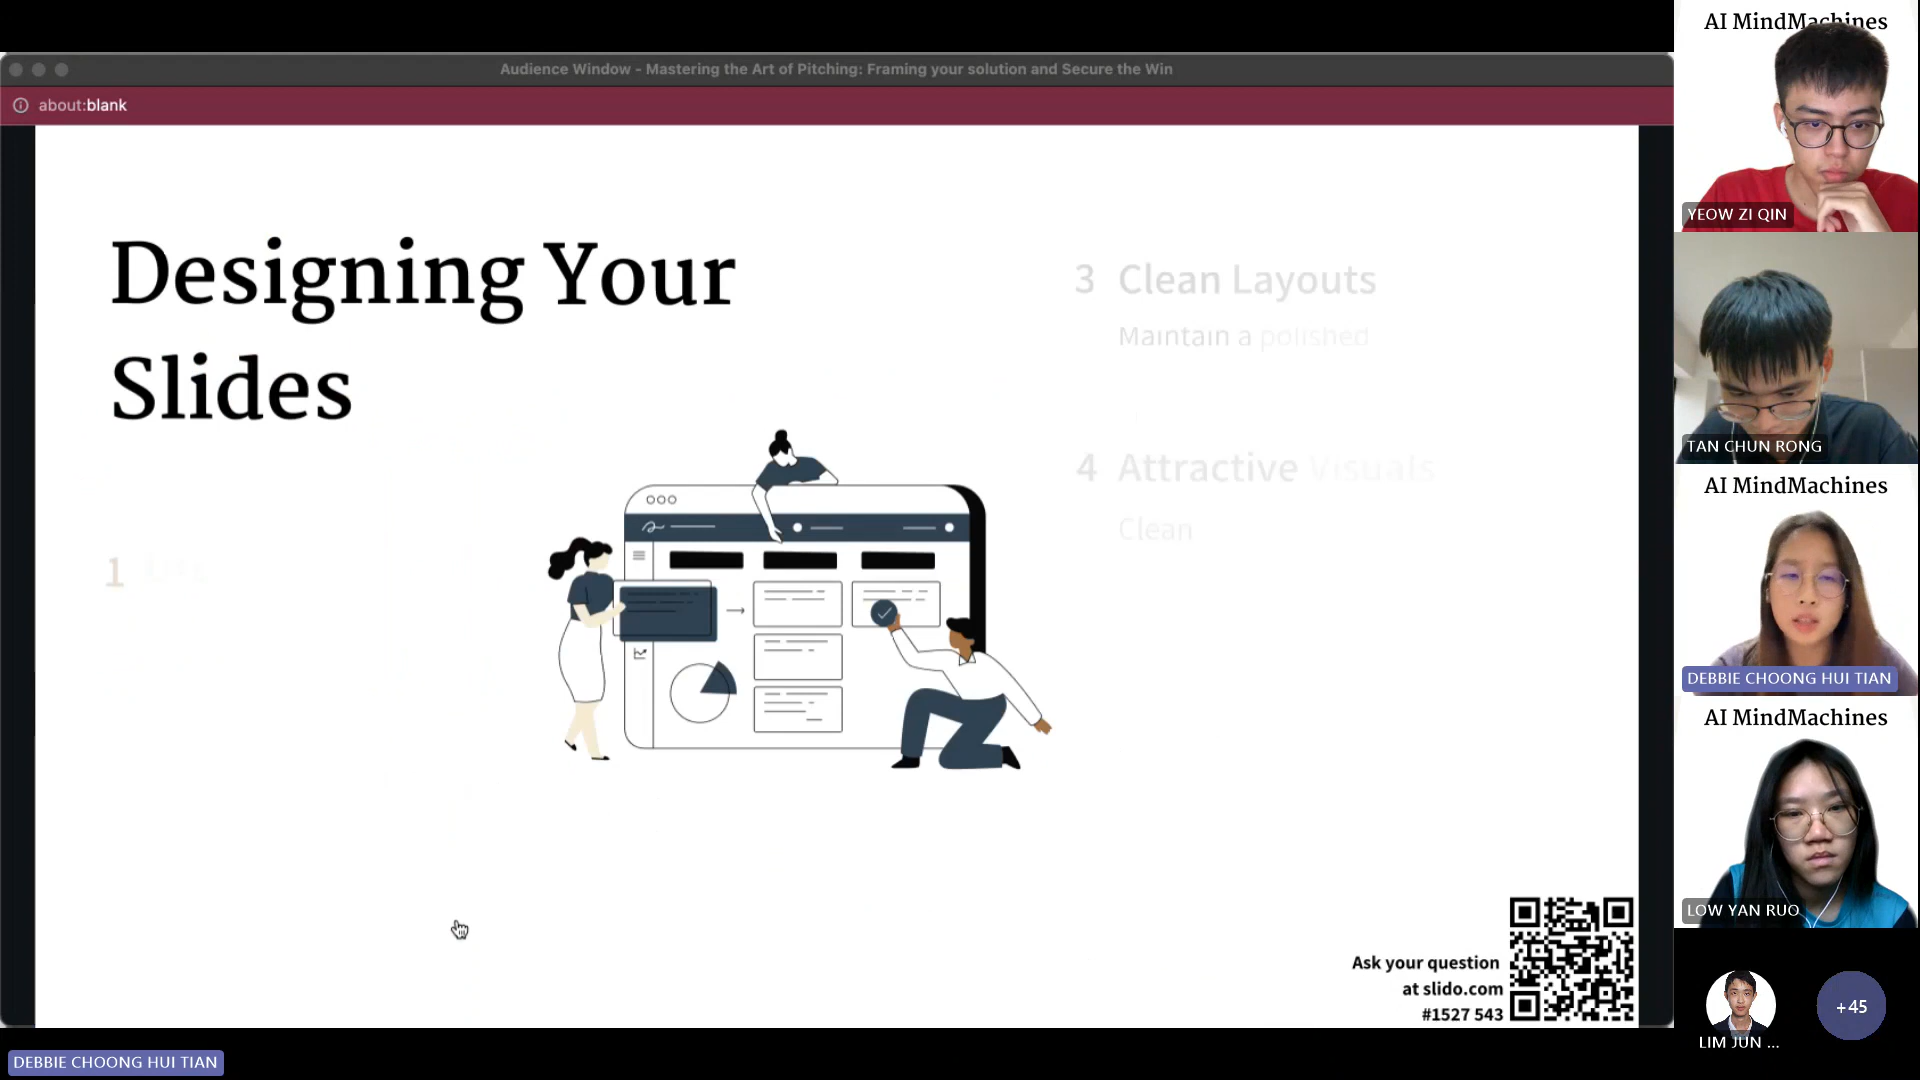 Audience Window - Mastering the Art of Pitching: Framing your solution and Secure the Win
about:blank
Designing Your
Slides
1
3 Clean Layouts
Maintain a polished
4 Attractive Visuals
Clean
Ask your question
at slido.com
#1527 543
DEBBIE CHOONG HUI TIAN
AI MindMachines
YEOW ZI QIN
TAN CHUN RONG
AI MindMachines
DEBBIE CHOONG HUI TIAN
AI MindMachines
LOW YAN RUO
LIM JUN ...
+45